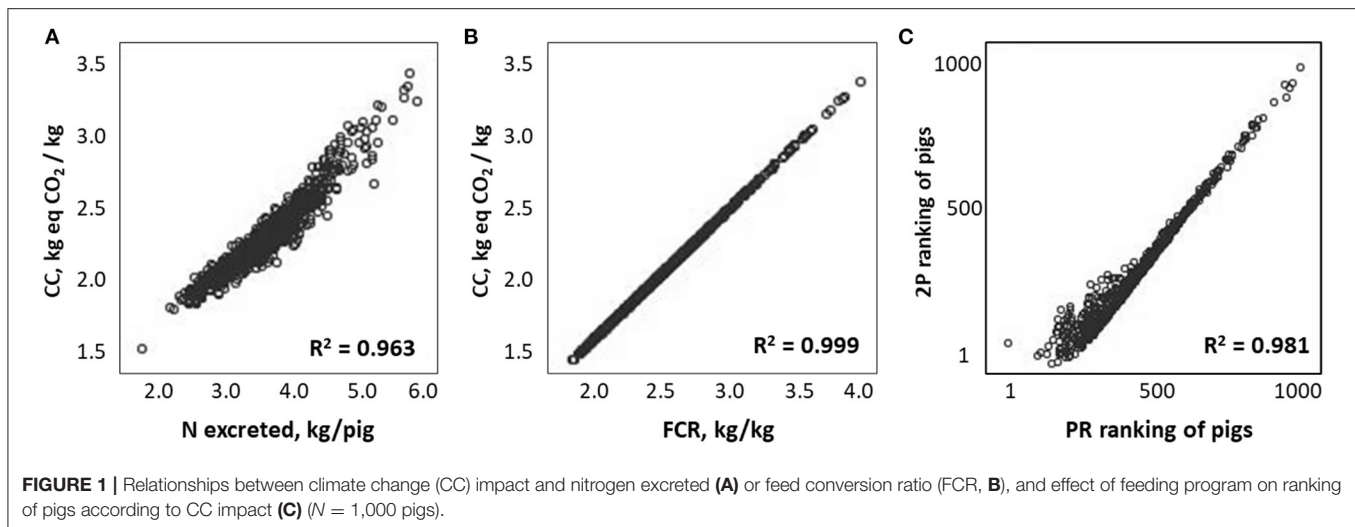 A
B
C
3.5
3.0
2.5
2.0
1.5
CC, kg eq CO₂ / kg
R² = 0.963
2.0 3.0 4.0 5.0 6.0
N excreted, kg/pig
3.5
3.0
2.5
2.0
1.5
CC, kg eq CO₂ / kg
R² = 0.999
2.0 2.5 3.0 3.5 4.0
FCR, kg/kg
1000
500
1
2P ranking of pigs
R² = 0.981
1 500 1000
PR ranking of pigs
FIGURE 1 | Relationships between climate change (CC) impact and nitrogen excreted (A) or feed conversion ratio (FCR, B), and effect of feeding program on ranking
of pigs according to CC impact (C) (N = 1,000 pigs).